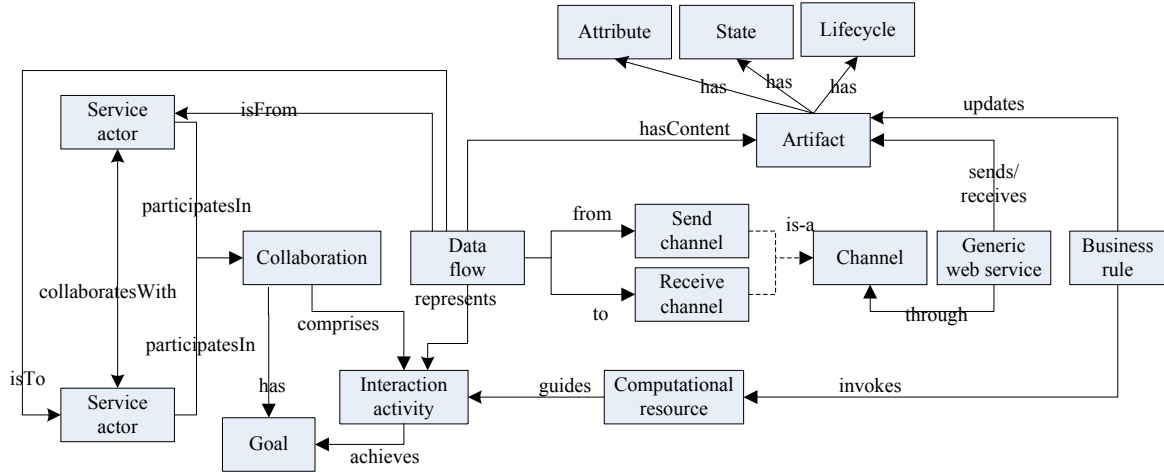 Attribute
State
Lifecycle
has
has
has
Service
actor
isFrom
hasContent
Artifact
updates
sends/
receives
participatesIn
from
Send
channel
is-a
Collaboration
Data
flow
Channel
Generic
web service
Business
rule
Receive
channel
collaboratesWith
represents
to
through
comprises
participatesIn
isTo
has
Service
actor
Interaction
activity
guides
Computational
resource
invokes
Goal
achieves